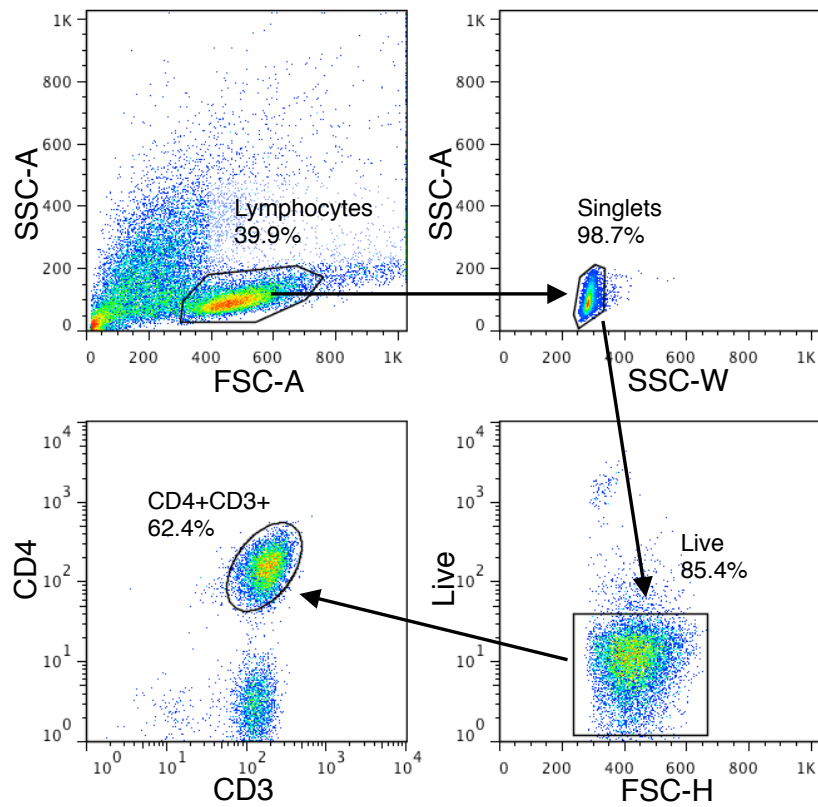 1K
800
600
400
200
0
SSC-A
Lymphocytes
39.9%
0 200 400 600 800 1K
FSC-A
1K
800
600
400
200
0
SSC-A
Singlets
98.7%
0 200 400 600 800 1K
SSC-W
10^4
10^3
10^2
10^1
10^0
CD4
CD4+CD3+
62.4%
10^0 10^1 10^2 10^3 10^4
CD3
10^4
10^3
10^2
10^1
10^0
Live
Live
85.4%
0 200 400 600 800 1K
FSC-H